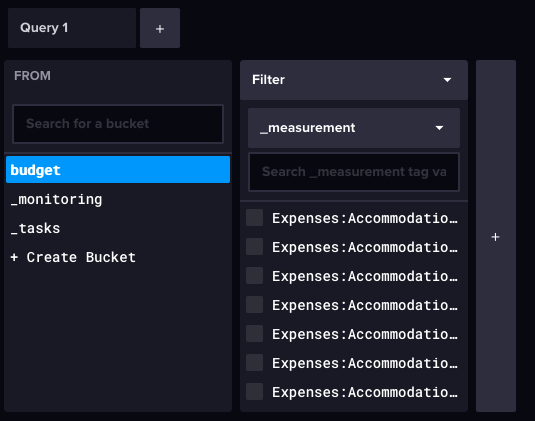 Query 1
+
FROM
Search for a bucket
budget
_monitoring
_tasks
+ Create Bucket
Filter
_measurement
Search _measurement tag va
Expenses:Accommodatio…
Expenses:Accommodatio…
Expenses:Accommodatio…
Expenses:Accommodatio…
Expenses:Accommodatio…
Expenses:Accommodatio…
Expenses:Accommodatio…
+